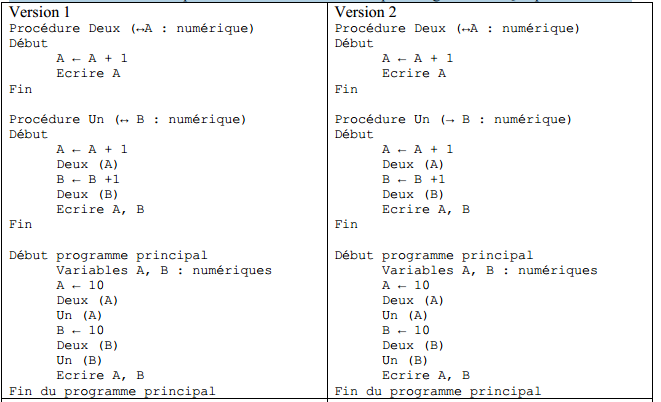 Version 1
Procédure Deux (↔A : numérique)
Début
A ← A + 1
Ecrire A
Fin
Procédure Un (↔ B : numérique)
Début
A ← A + 1
Deux (A)
B ← B +1
Deux (B)
Ecrire A, B
Fin
Début programme principal
Variables A, B : numériques
A ← 10
Deux (A)
Un (A)
B ← 10
Deux (B)
Un (B)
Ecrire A, B
Fin du programme principal
Version 2
Procédure Deux (↔A : numérique)
Début
A ← A + 1
Ecrire A
Fin
Procédure Un (→ B : numérique)
Début
A ← A + 1
Deux (A)
B ← B +1
Deux (B)
Ecrire A, B
Fin
Début programme principal
Variables A, B : numériques
A ← 10
Deux (A)
Un (A)
B ← 10
Deux (B)
Un (B)
Ecrire A, B
Fin du programme principal